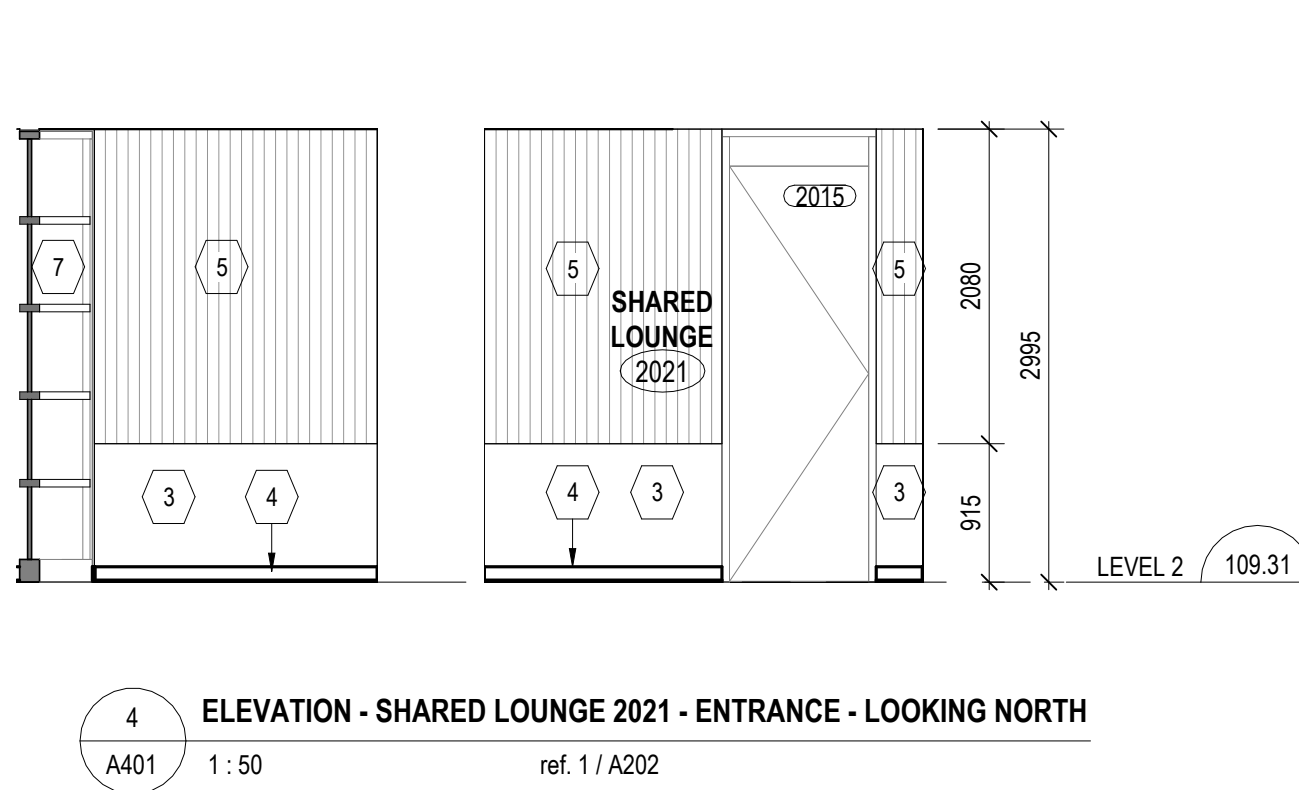 2015
7
5
5
5
SHARED
LOUNGE
2021
2080
2995
3
4
4
3
3
915
LEVEL 2
109.31
4
ELEVATION - SHARED LOUNGE 2021 - ENTRANCE - LOOKING NORTH
A401
1 : 50
ref. 1 / A202